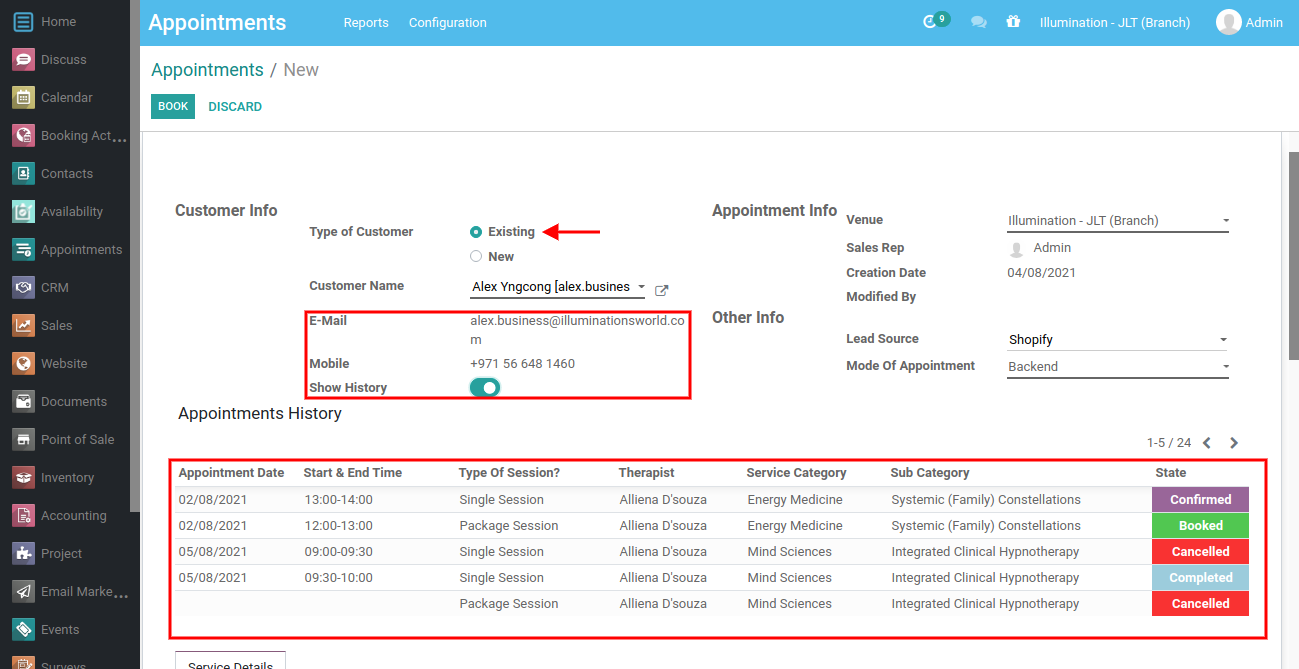 Home
Discuss
Calendar
Booking Act...
Contacts
Availability
Appointments
CRM
Sales
Website
Documents
Point of Sale
Inventory
Accounting
Project
Email Marke...
Events
Surveys
Appointments Reports Configuration 9 Illumination - JLT (Branch) Admin
Appointments / New
BOOK DISCARD
Customer Info
Type of Customer Existing
New
Customer Name Alex Yngcong [alex.busines
E-Mail alex.business@illuminationsworld.co
m
Mobile +971 56 648 1460
Show History
Appointment Info
Venue Illumination - JLT (Branch)
Sales Rep Admin
Creation Date 04/08/2021
Modified By
Other Info
Lead Source Shopify
Mode Of Appointment Backend
Appointments History
1-5 / 24
Appointment Date Start & End Time Type Of Session? Therapist Service Category Sub Category State
02/08/2021 13:00-14:00 Single Session Alliena D'souza Energy Medicine Systemic (Family) Constellations Confirmed
02/08/2021 12:00-13:00 Package Session Alliena D'souza Energy Medicine Systemic (Family) Constellations Booked
05/08/2021 09:00-09:30 Single Session Alliena D'souza Mind Sciences Integrated Clinical Hypnotherapy Cancelled
05/08/2021 09:30-10:00 Single Session Alliena D'souza Mind Sciences Integrated Clinical Hypnotherapy Completed
Package Session Alliena D'souza Mind Sciences Integrated Clinical Hypnotherapy Cancelled
Service Details